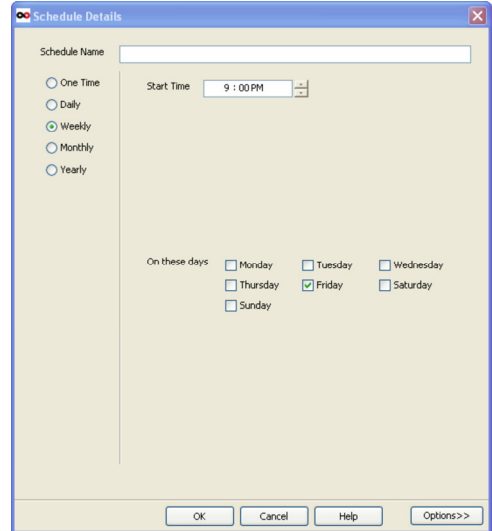 Schedule Details
Schedule Name
One Time
Start Time 9 : 00 PM
Daily
Weekly
Monthly
Yearly
On these days Monday Tuesday Wednesday
Thursday Friday Saturday
Sunday
OK Cancel Help Options>>